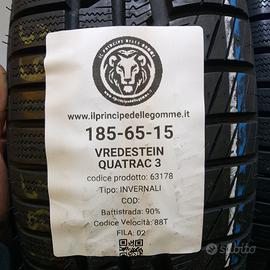 IL PRINCIPE DELLE GOMME
www.ilprincipedellegomme.it
185-65-15
VREDESTEIN
QUATRAC 3
codice prodotto: 63178
Tipo: INVERNALI
COD:
Battistrada: 90%
Codice Velocità: 88T
FILA: 02
subito